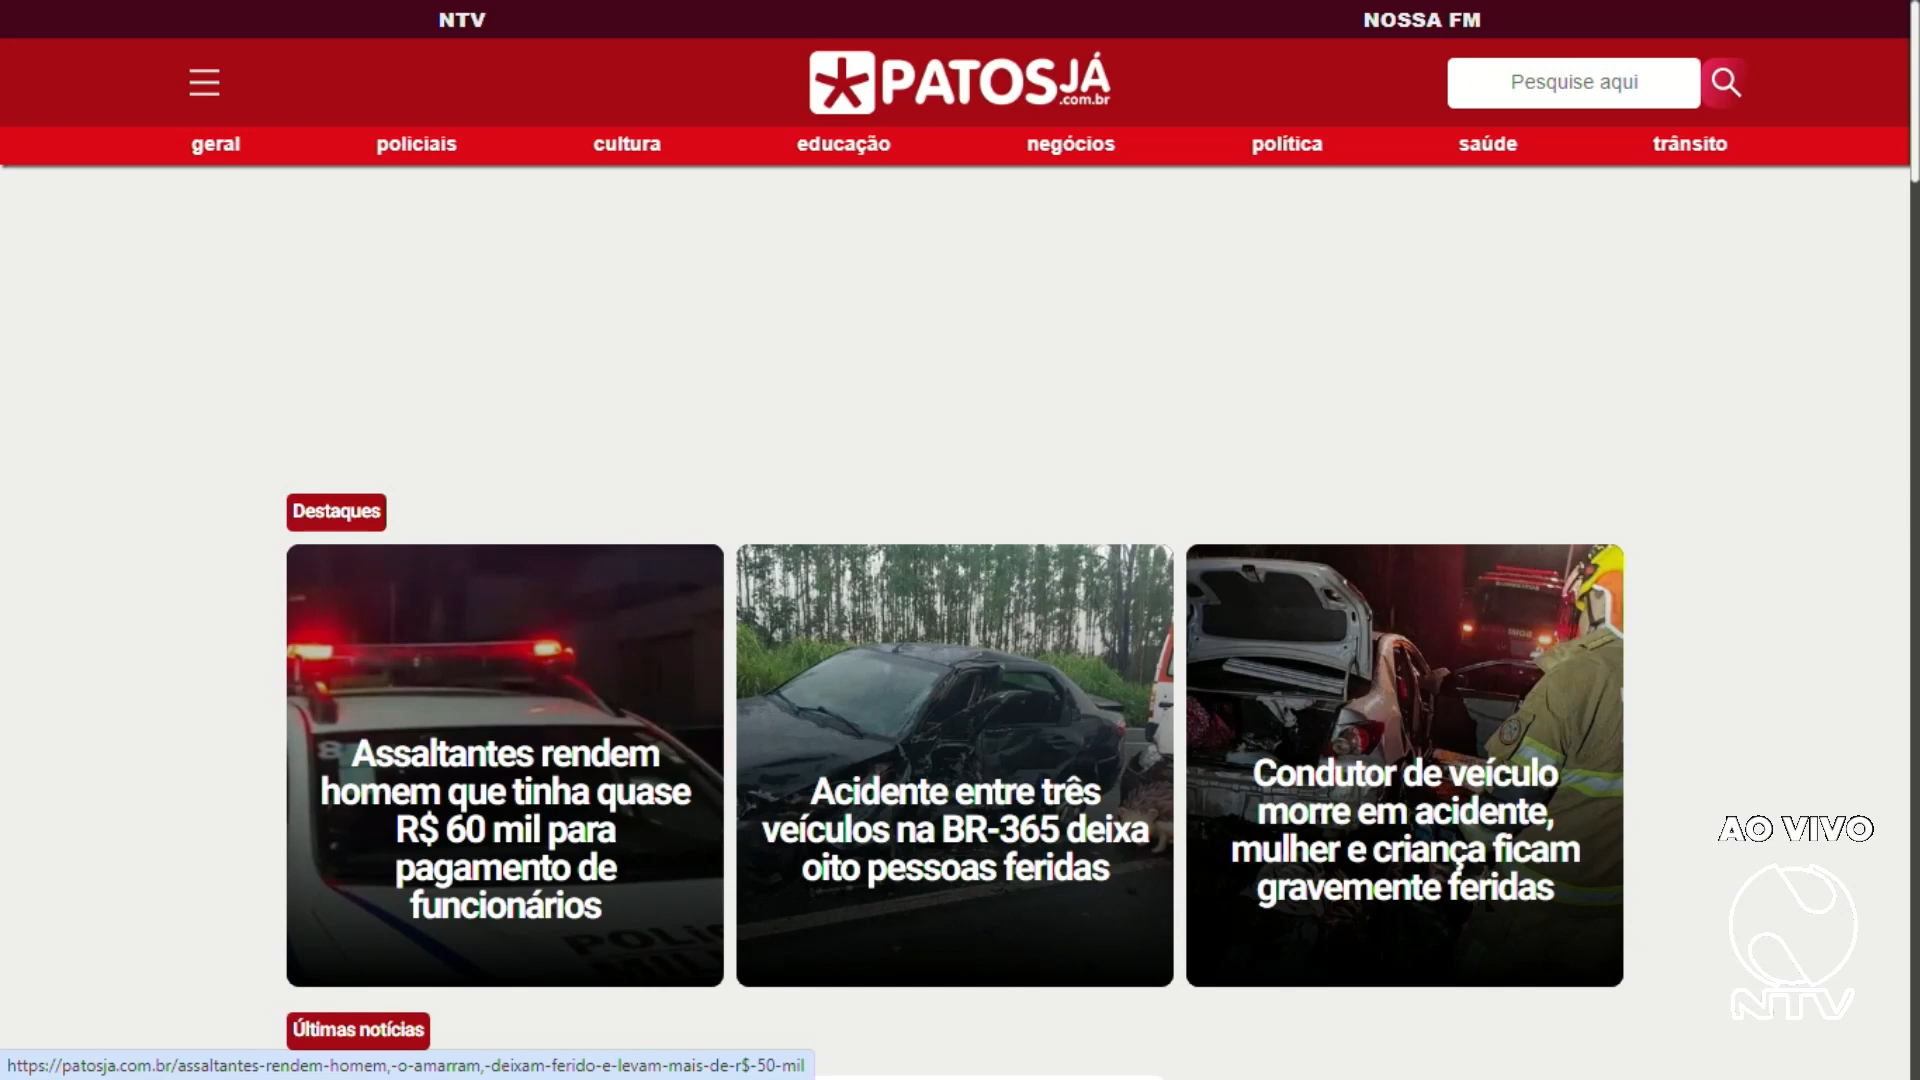 NTV
NOSSA FM
PATOSJÁ
.com.br
Pesquise aqui
geral
policiais
cultura
educação
negócios
política
saúde
trânsito
Destaques
Assaltantes rendem
homem que tinha quase
R$ 60 mil para
pagamento de
funcionários
Acidente entre três
veículos na BR-365 deixa
oito pessoas feridas
Condutor de veículo
morre em acidente,
mulher e criança ficam
gravemente feridas
AO VIVO
NTV
Últimas notícias
https://patosja.com.br/assaltantes-rendem-homem,-o-amarram,-deixam-ferido-e-levam-mais-de-r$-50-mil